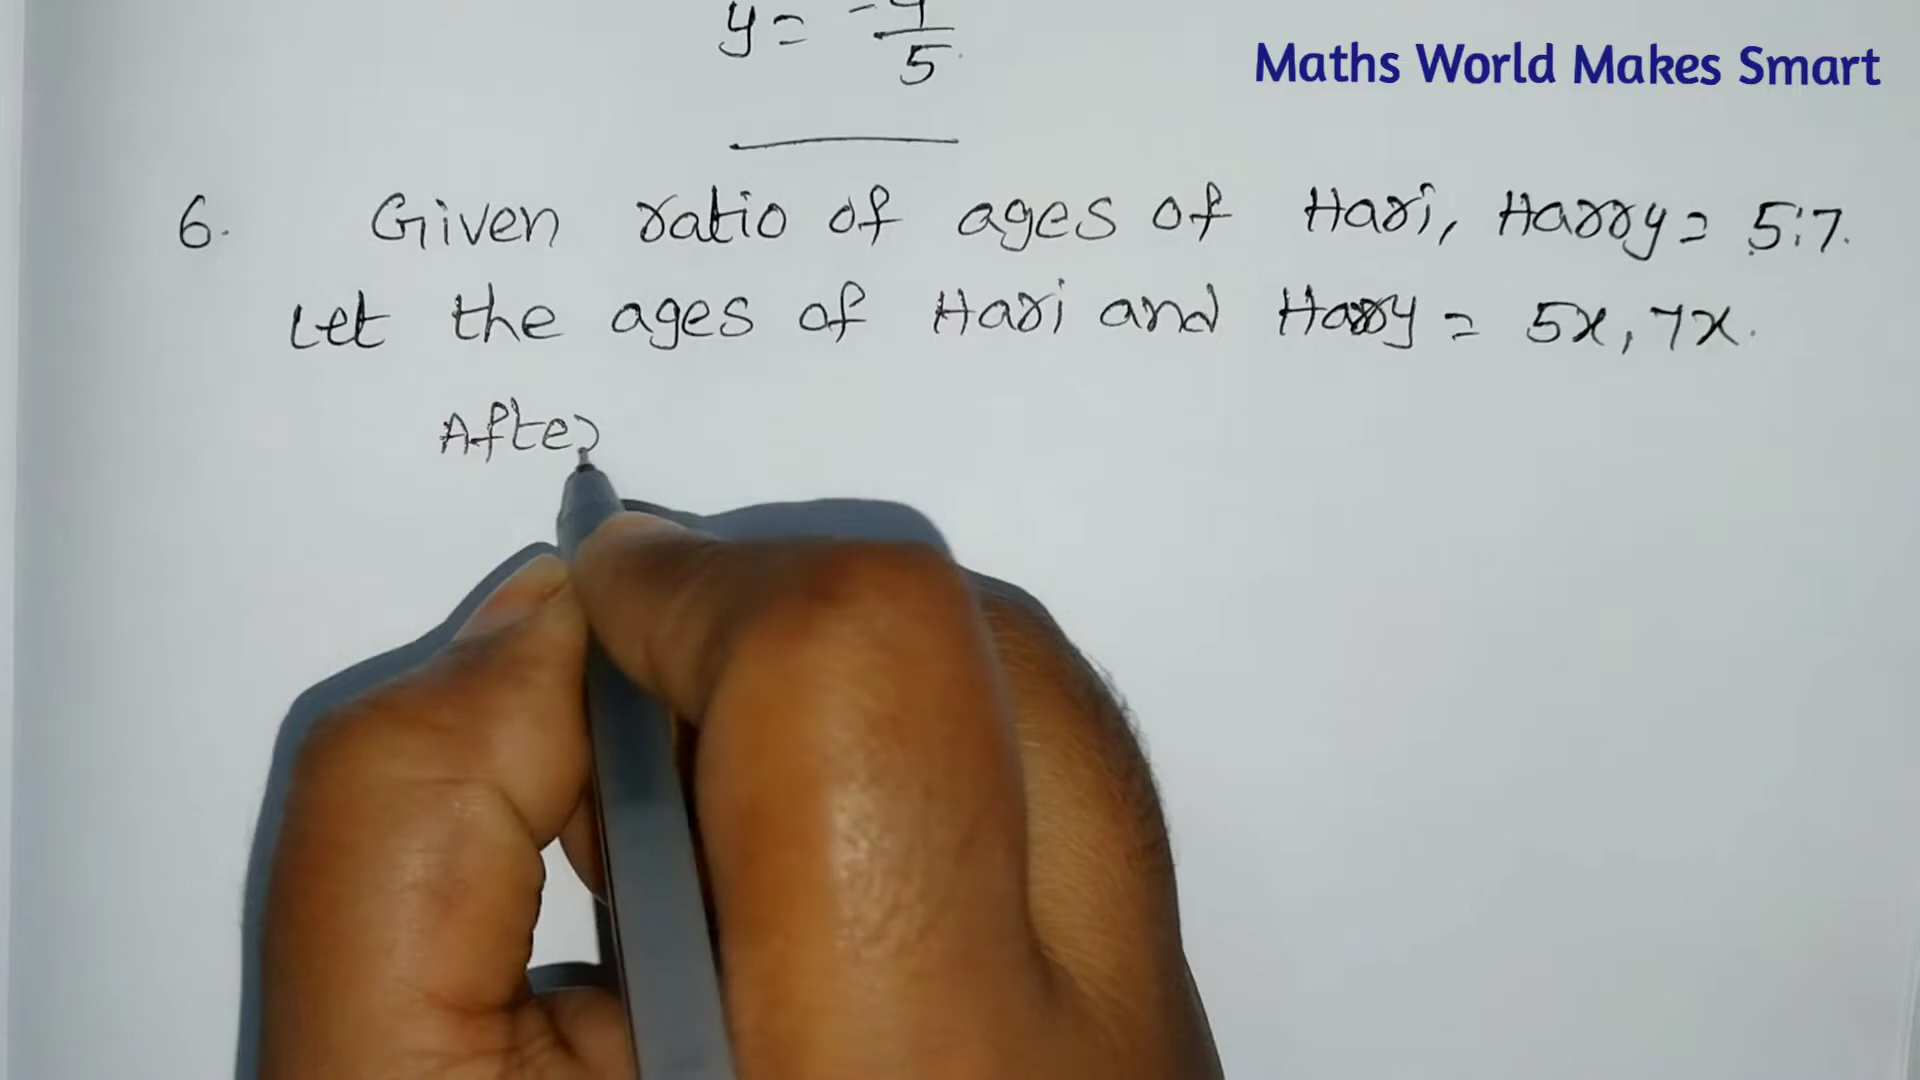 y = -4/5
Maths World Makes Smart
6. Given ratio of ages of Hari, Harry = 5:7.
Let the ages of Hari and Harry = 5x, 7x.
After